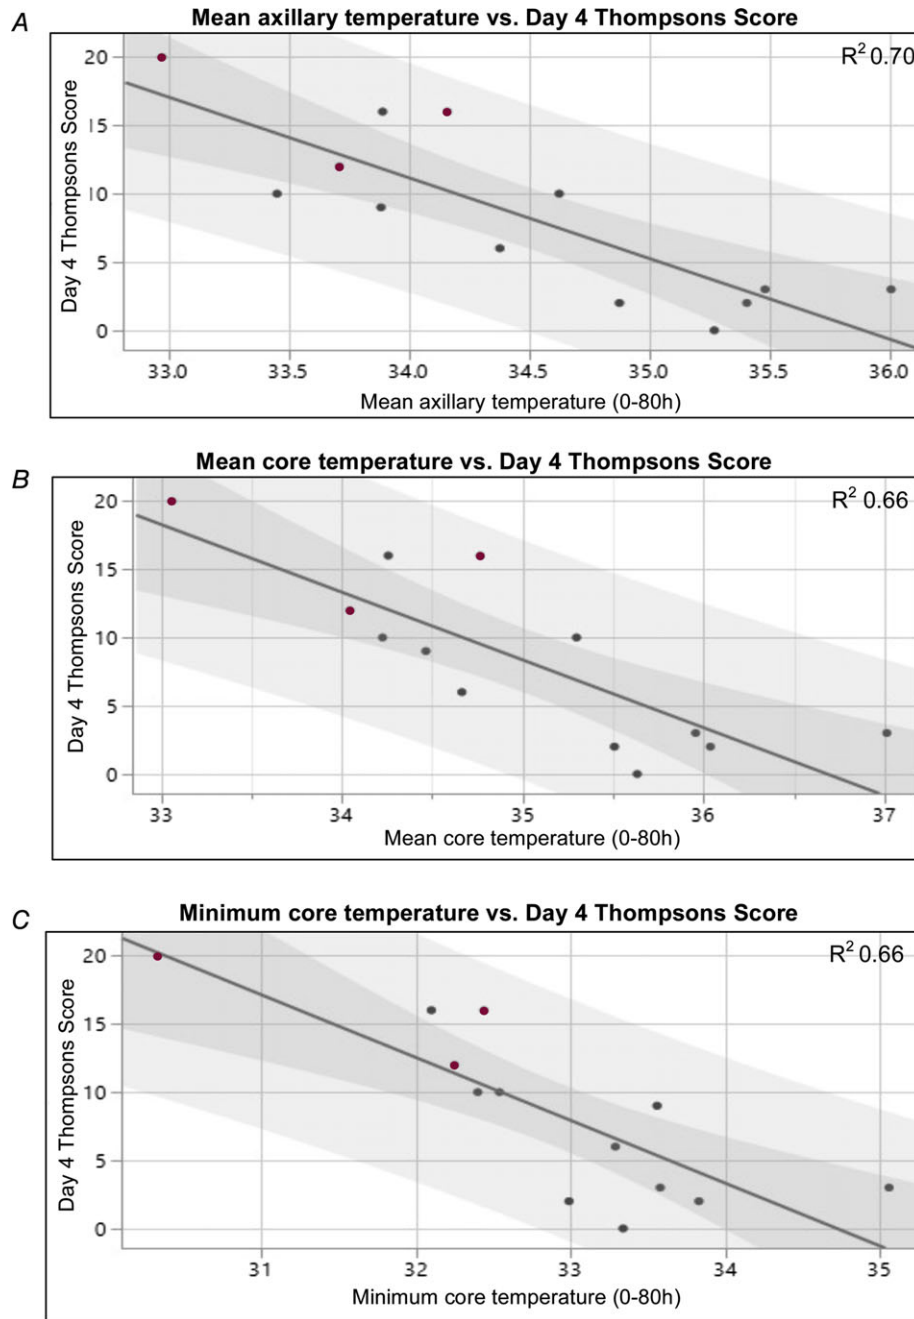 A
Mean axillary temperature vs. Day 4 Thompsons Score
R² 0.70
Day 4 Thompsons Score
20
15
10
5
0
33.0 33.5 34.0 34.5 35.0 35.5 36.0
Mean axillary temperature (0-80h)
B
Mean core temperature vs. Day 4 Thompsons Score
R² 0.66
Day 4 Thompsons Score
20
15
10
5
0
33 34 35 36 37
Mean core temperature (0-80h)
C
Minimum core temperature vs. Day 4 Thompsons Score
R² 0.66
Day 4 Thompsons Score
20
15
10
5
0
31 32 33 34 35
Minimum core temperature (0-80h)